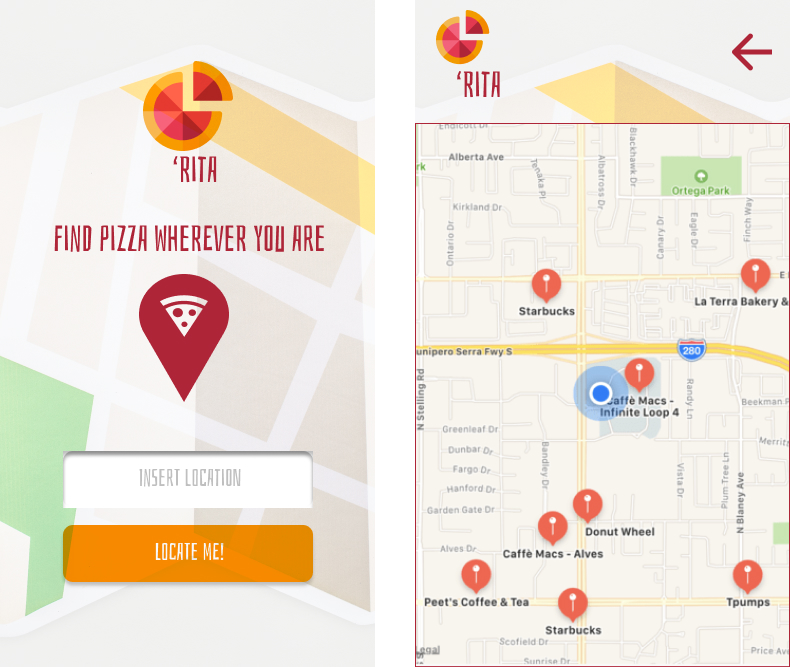 ‘RITA
FIND PIZZA WHEREVER YOU ARE
INSERT LOCATION
LOCATE ME!
‘RITA
Endicott Dr
Alberta Ave
rk
Tenaka Pl
Albatross Dr
Blackhawk Dr
Ortega Park
Kirkland Dr
Ontario Dr
Canary Dr
Eagle Dr
Finch Way
Starbucks
E
La Terra Bakery &
unipero Serra Fwy S
280
N Stelling Rd
Caffè Macs -
Infinite Loop 4
Randy Ln
Beekman P
Greenleaf Dr
Merritt
Dunbar Dr
Fargo Dr
Hanford Dr
Bandley Dr
Vista Dr
Plum Tree Ln
N Blaney Ave
Garden Gate Dr
Donut Wheel
Alves Dr
Caffè Macs - Alves
Peet's Coffee & Tea
Tpumps
Starbucks
Scofield Dr
egal
Price Av
Sunrise Dr